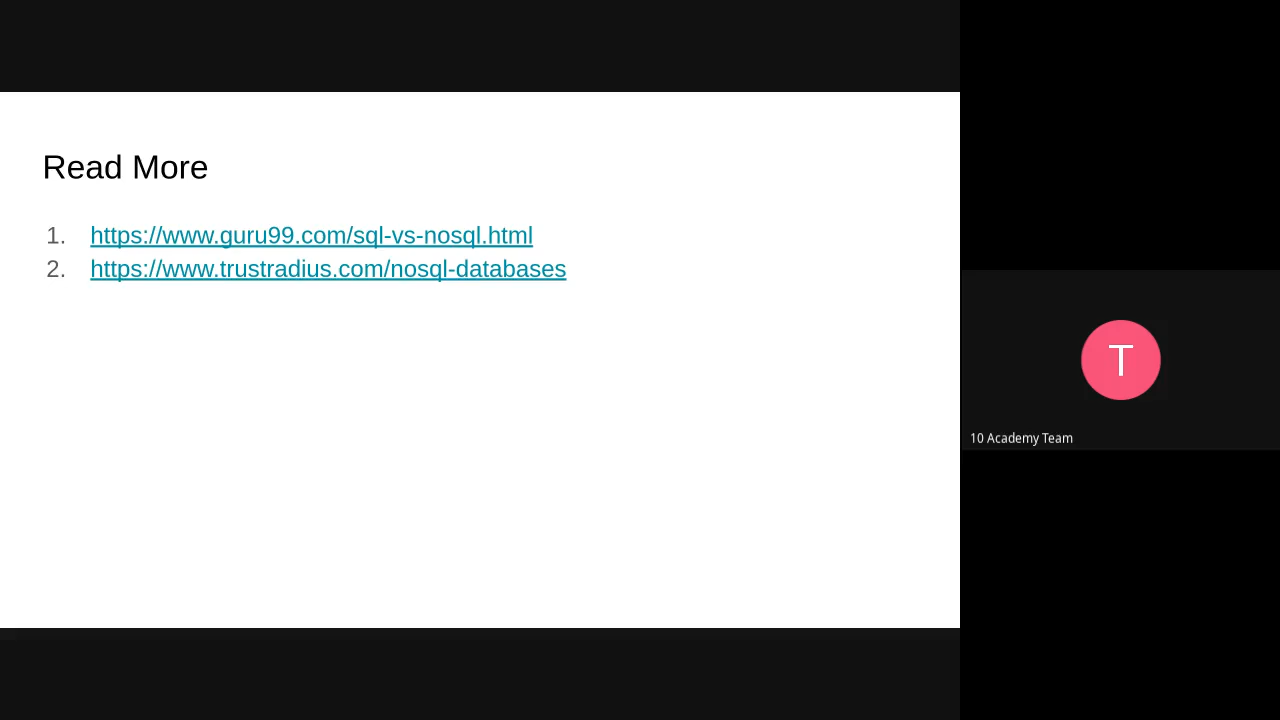 Read More
1. https://www.guru99.com/sql-vs-nosql.html
2. https://www.trustradius.com/nosql-databases
T
10 Academy Team